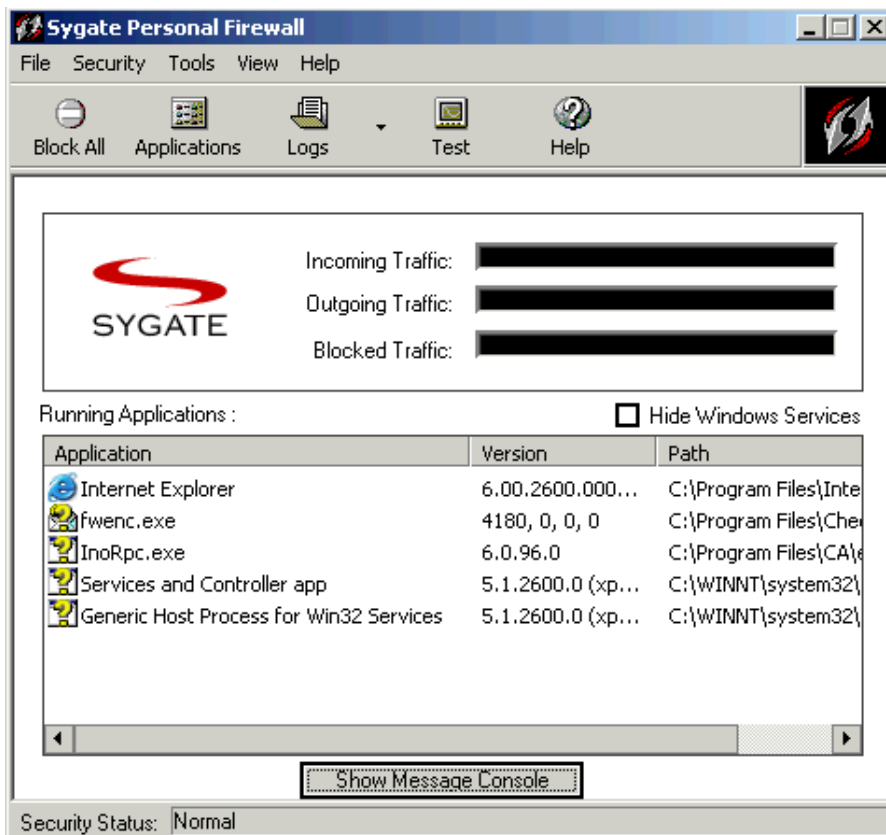 Sygate Personal Firewall
File Security Tools View Help
Block All Applications Logs Test Help
SYGATE
Incoming Traffic:
Outgoing Traffic:
Blocked Traffic:
Running Applications : Hide Windows Services
Application Version Path
Internet Explorer 6.00.2600.000... C:\Program Files\Inte
fwenc.exe 4180, 0, 0, 0 C:\Program Files\Che
InoRpc.exe 6.0.96.0 C:\Program Files\CA\e
Services and Controller app 5.1.2600.0 (xp... C:\WINNT\system32\
Generic Host Process for Win32 Services 5.1.2600.0 (xp... C:\WINNT\system32\
Show Message Console
Security Status: Normal